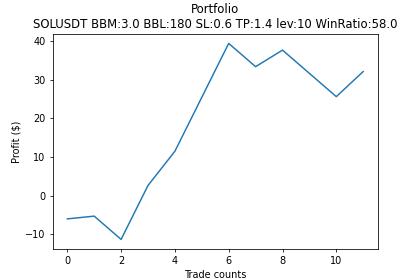 Portfolio
SOLUSDT BBM:3.0 BBL:180 SL:0.6 TP:1.4 lev:10 WinRatio:58.0
40
30
20
10
0
−10
Profit ($)
0 2 4 6 8 10
Trade counts